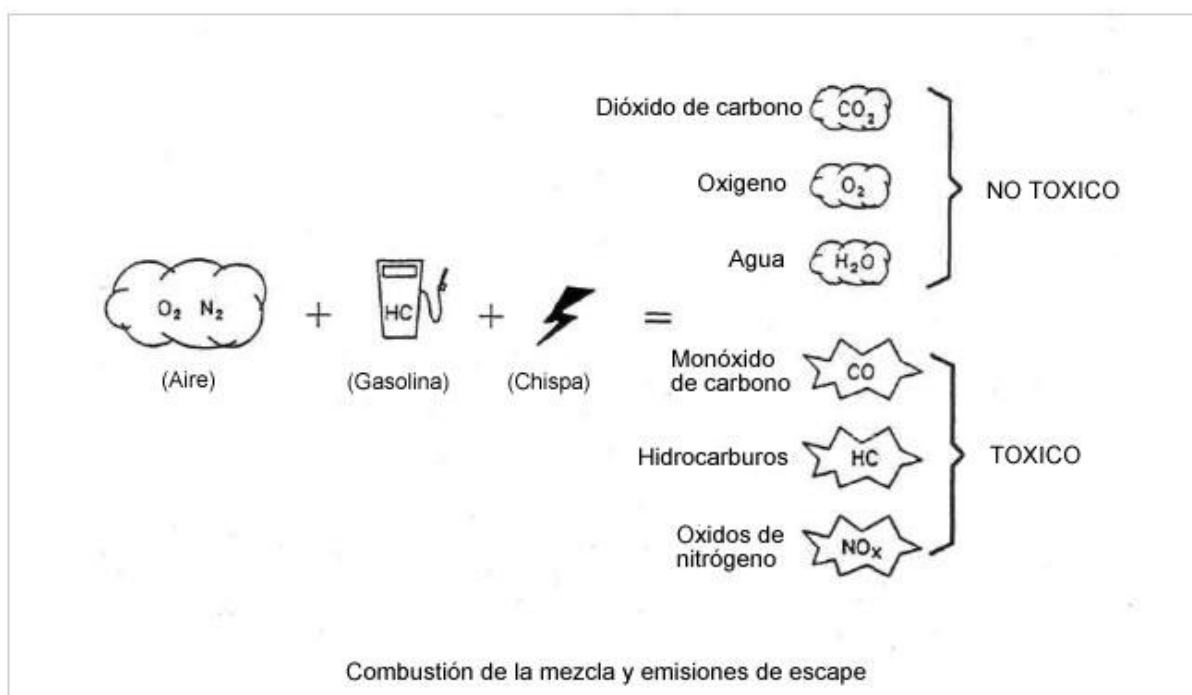 Dióxido de carbono
CO₂
Oxigeno
O₂
NO TOXICO
Agua
H₂O
O₂ N₂
+
HC
+
=
(Aire)
(Gasolina)
(Chispa)
Monóxido
de carbono
CO
Hidrocarburos
HC
TOXICO
Oxidos de
nitrógeno
NOx
Combustión de la mezcla y emisiones de escape